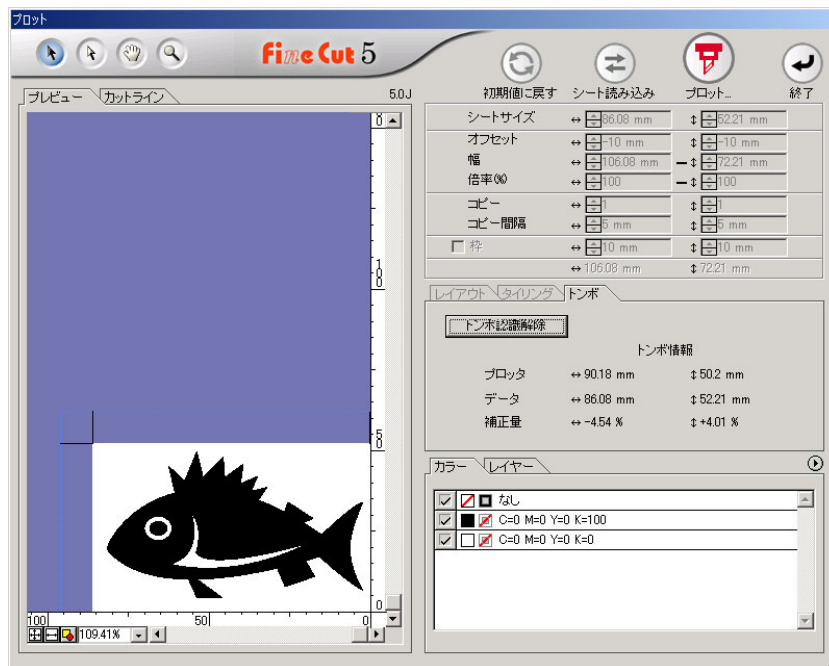 プロット
FineCut 5
初期値に戻す シート読み込み プロット... 終了
プレビュー カットライン 5.0J
シートサイズ ↔ 86.08 mm ↕ 52.21 mm
オフセット ↔ -10 mm ↕ -10 mm
幅 ↔ 106.08 mm ↕ 72.21 mm
倍率(%) ↔ 100 ↕ 100
コピー ↔ 1 ↕ 1
コピー間隔 ↔ 5 mm ↕ 5 mm
枠 ↔ 10 mm ↕ 10 mm
↔ 106.08 mm ↕ 72.21 mm
レイアウト タイリング トンボ
トンボ認識解除
トンボ情報
プロッタ ↔ 90.18 mm ↕ 50.2 mm
データ ↔ 86.08 mm ↕ 52.21 mm
補正量 ↔ -4.54 % ↕ +4.01 %
カラー レイヤー
なし
C=0 M=0 Y=0 K=100
C=0 M=0 Y=0 K=0
8
100
50
0
100 50 0
109.41%